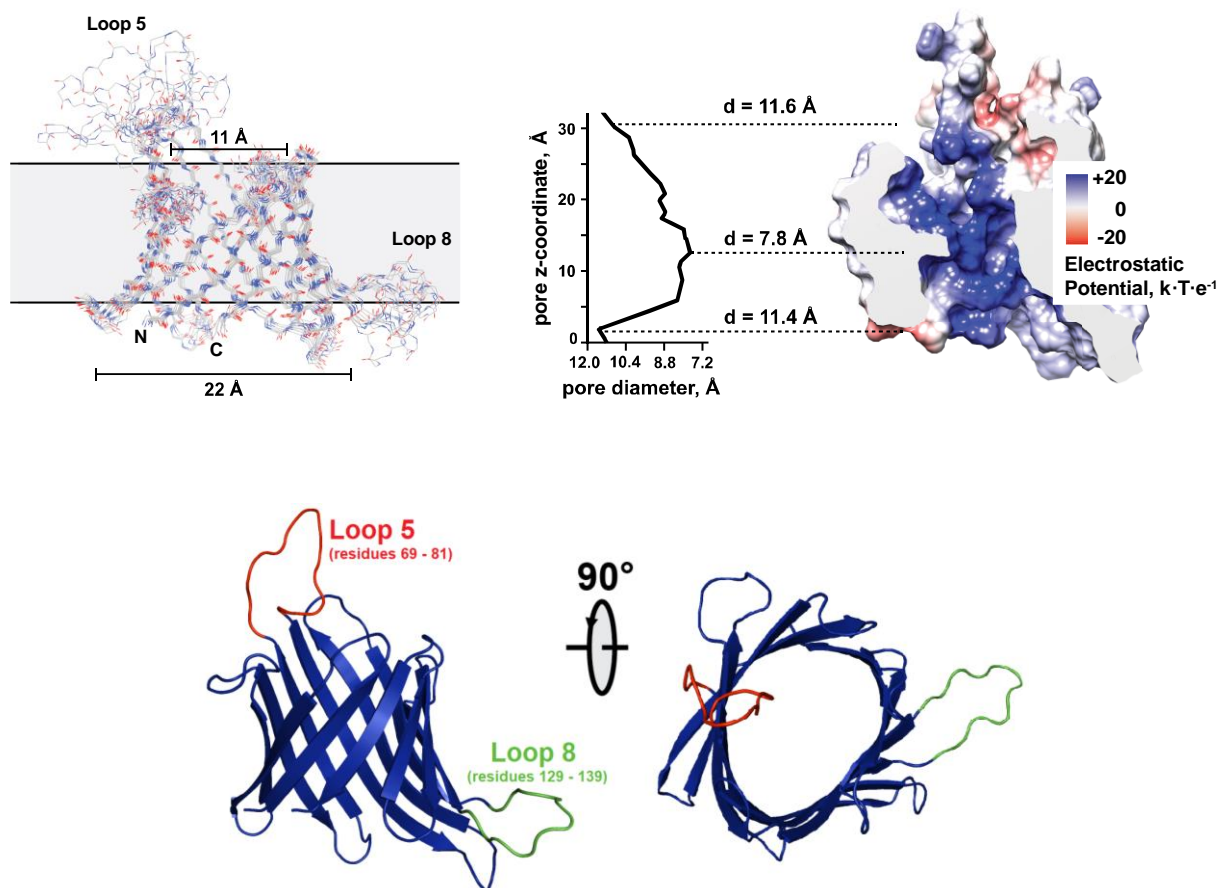 Loop 5
11 Å
Loop 8
N
C
22 Å
pore z-coordinate, Å
30
20
10
0
12.0 10.4 8.8 7.2
pore diameter, Å
d = 11.6 Å
d = 7.8 Å
d = 11.4 Å
+20
0
-20
Electrostatic
Potential, k·T·e⁻¹
Loop 5
(residues 69 - 81)
90°
Loop 8
(residues 129 - 139)